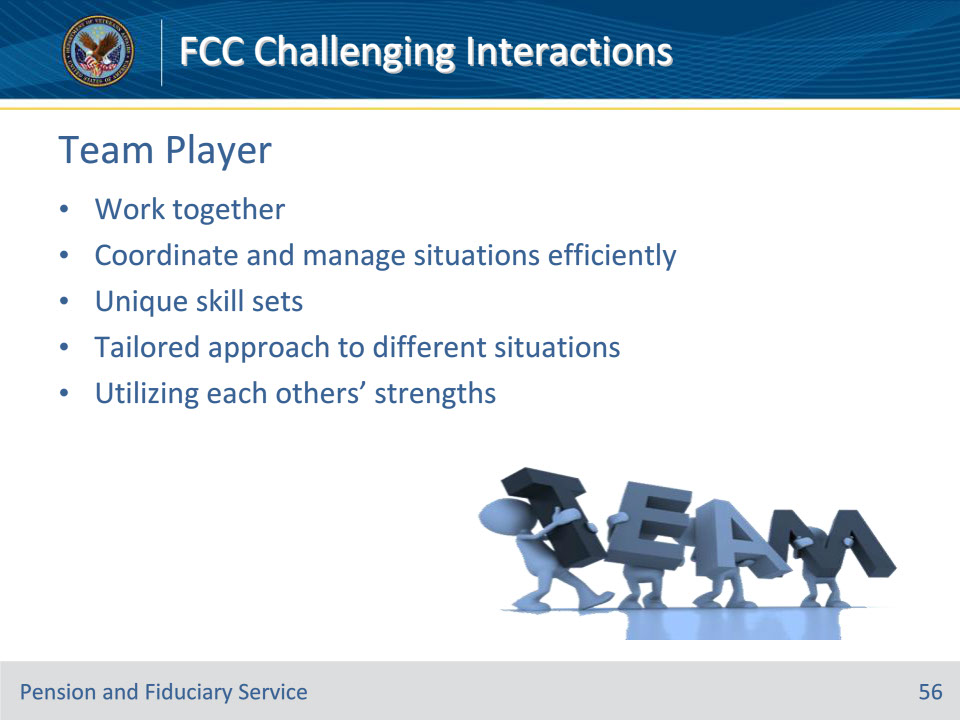 FCC Challenging Interactions
Team Player
• Work together
• Coordinate and manage situations efficiently
• Unique skill sets
• Tailored approach to different situations
• Utilizing each others’ strengths
TEAM
Pension and Fiduciary Service
56